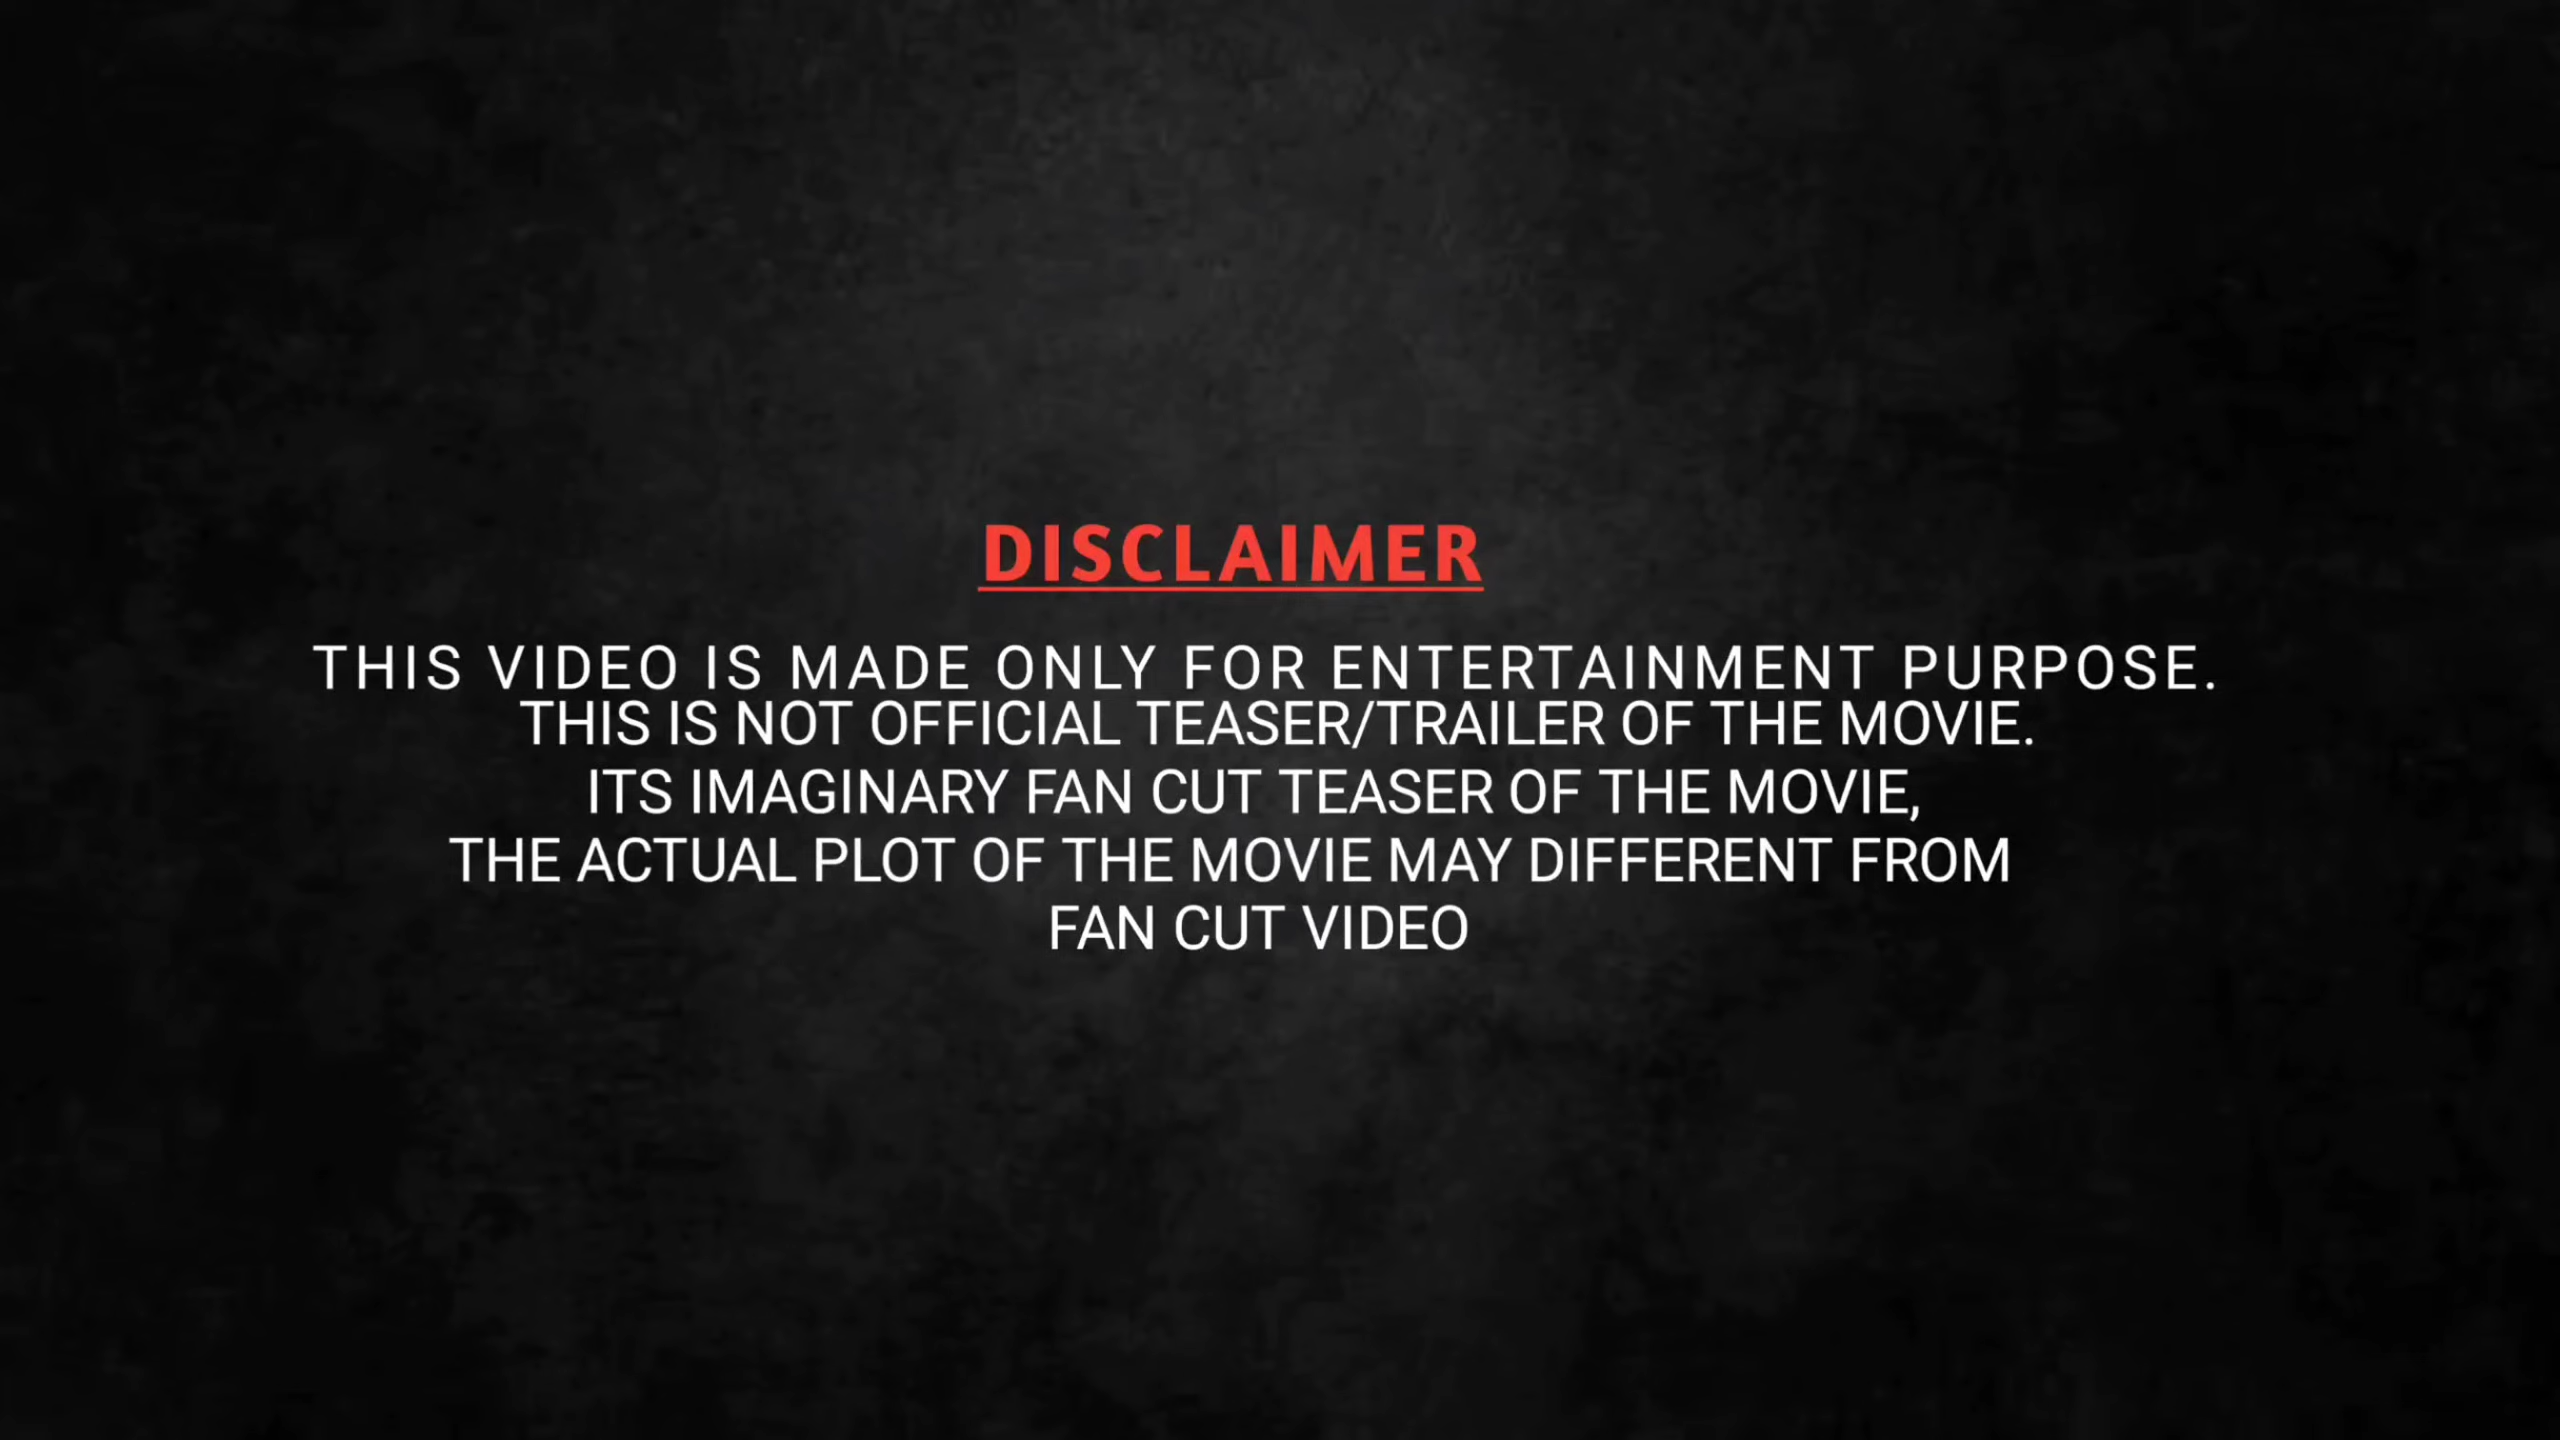 DISCLAIMER
THIS VIDEO IS MADE ONLY FOR ENTERTAINMENT PURPOSE.
THIS IS NOT OFFICIAL TEASER/TRAILER OF THE MOVIE.
ITS IMAGINARY FAN CUT TEASER OF THE MOVIE,
THE ACTUAL PLOT OF THE MOVIE MAY DIFFERENT FROM
FAN CUT VIDEO